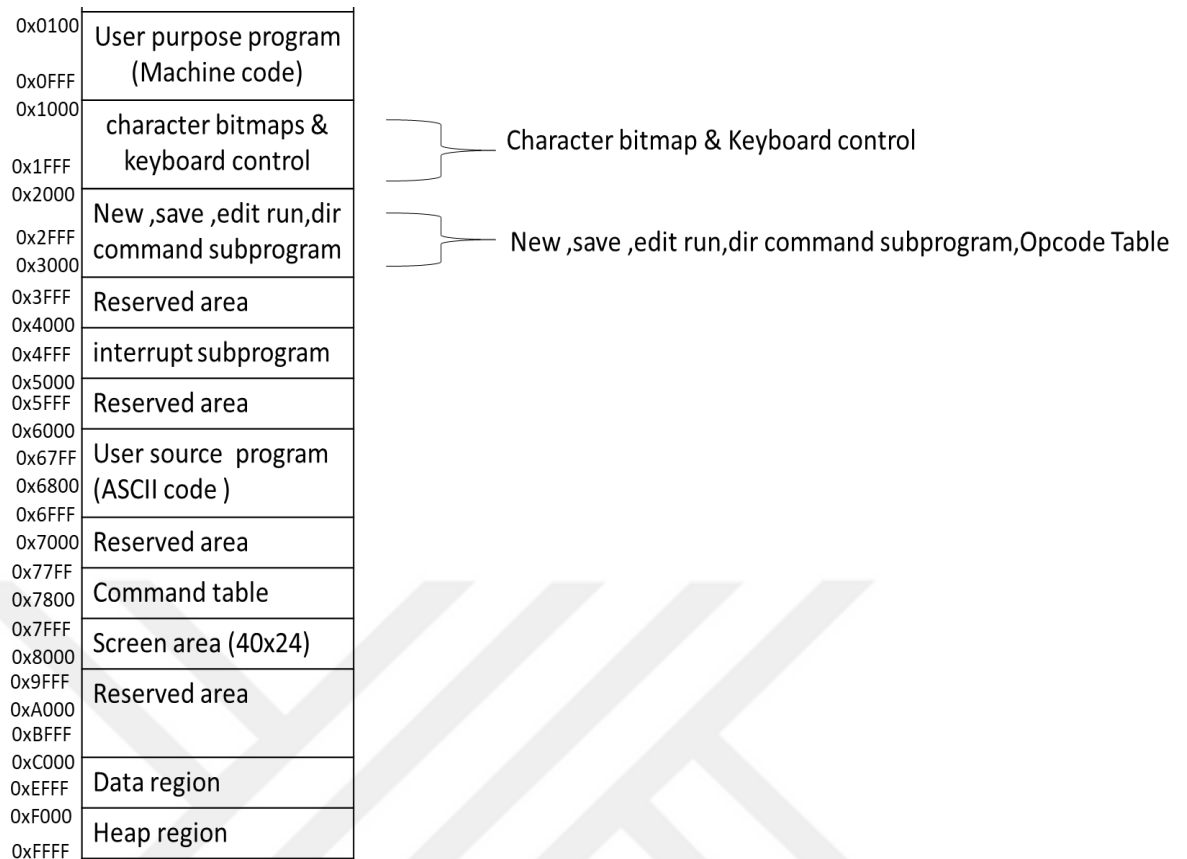 0x0100
User purpose program
(Machine code)
0x0FFF
0x1000
character bitmaps &
keyboard control
0x1FFF
Character bitmap & Keyboard control
0x2000
New ,save ,edit run,dir
command subprogram
0x2FFF
0x3000
New ,save ,edit run,dir command subprogram,Opcode Table
0x3FFF
Reserved area
0x4000
0x4FFF
interrupt subprogram
0x5000
0x5FFF
Reserved area
0x6000
User source program
(ASCII code )
0x67FF
0x6800
0x6FFF
0x7000
Reserved area
0x77FF
0x7800
Command table
0x7FFF
Screen area (40x24)
0x8000
0x9FFF
Reserved area
0xA000
0xBFFF
0xC000
Data region
0xEFFF
0xF000
Heap region
0xFFFF